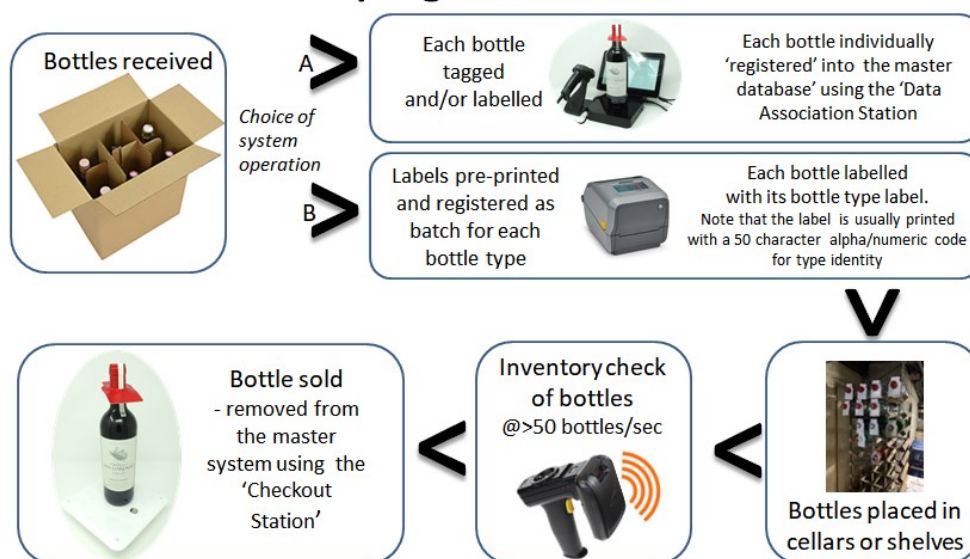 Bottles received
Choice of
system
operation
A
>
Each bottle
tagged
and/or labelled
Each bottle individually
‘registered’ into the master
database’ using the ‘Data
Association Station
B
>
Labels pre-printed
and registered as
batch for each
bottle type
Each bottle labelled
with its bottle type label.
Note that the label is usually printed
with a 50 character alpha/numeric code
for type identity
Bottles placed in
cellars or shelves
<
Inventory check
of bottles
@>50 bottles/sec
<
Bottle sold
- removed from
the master
system using the
‘Checkout
Station’